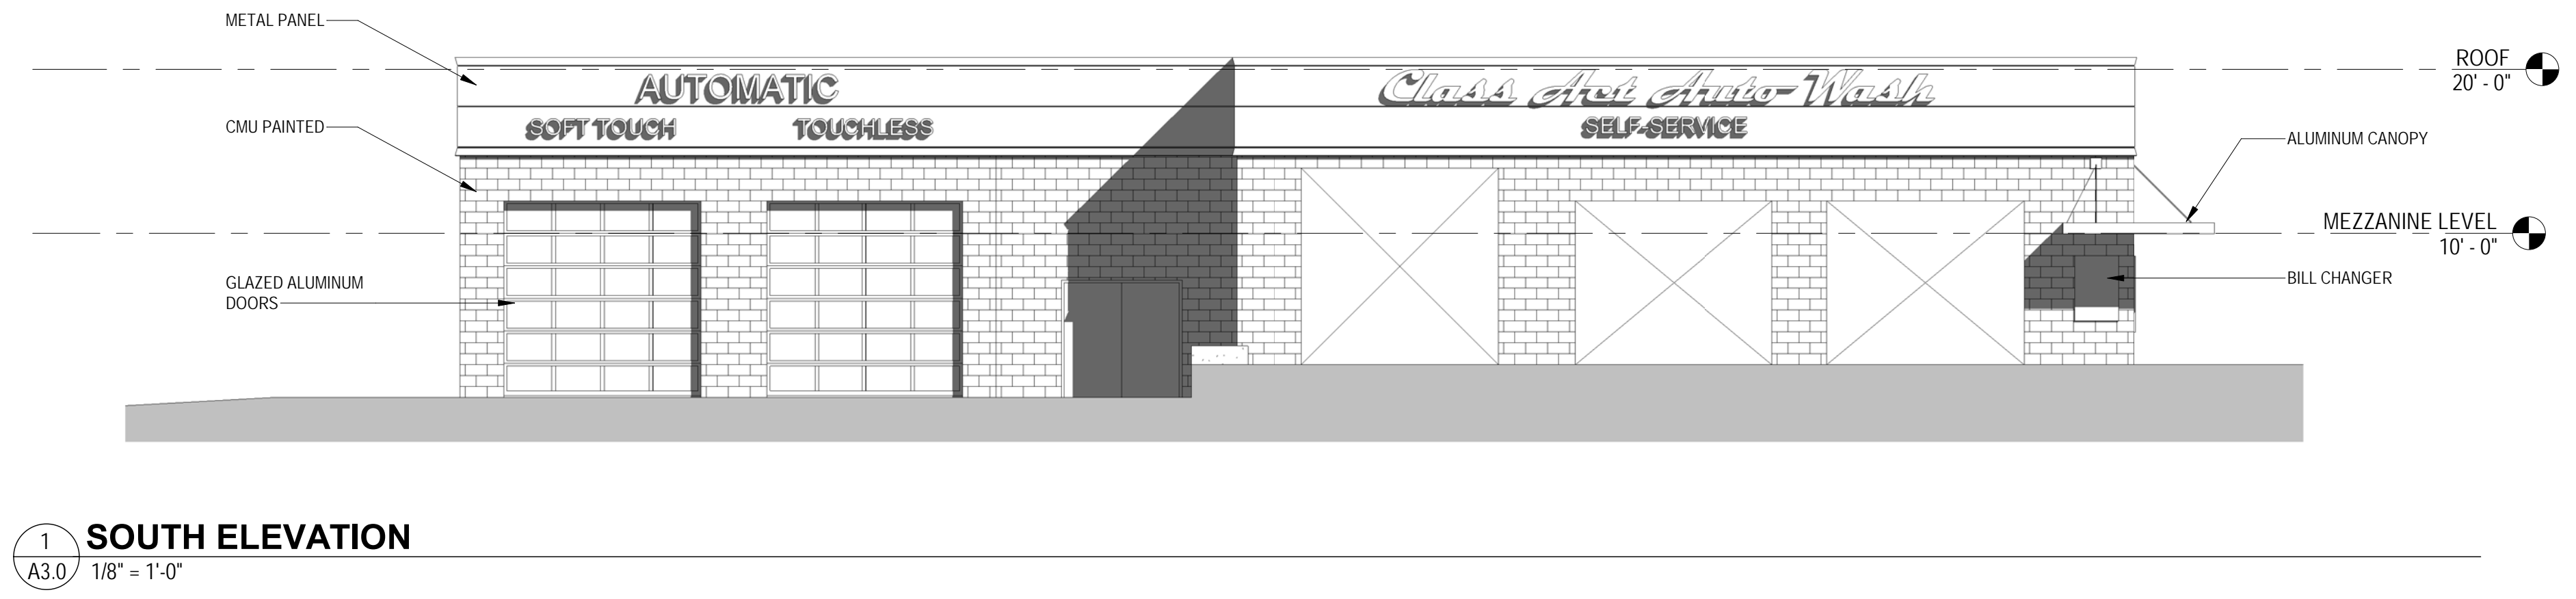 METAL PANEL
ROOF
20' - 0"
AUTOMATIC
Class Act Auto Wash
CMU PAINTED
SOFT TOUCH
TOUCHLESS
SELF-SERVICE
ALUMINUM CANOPY
MEZZANINE LEVEL
10' - 0"
GLAZED ALUMINUM
DOORS
BILL CHANGER
1
SOUTH ELEVATION
A3.0
1/8" = 1'-0"